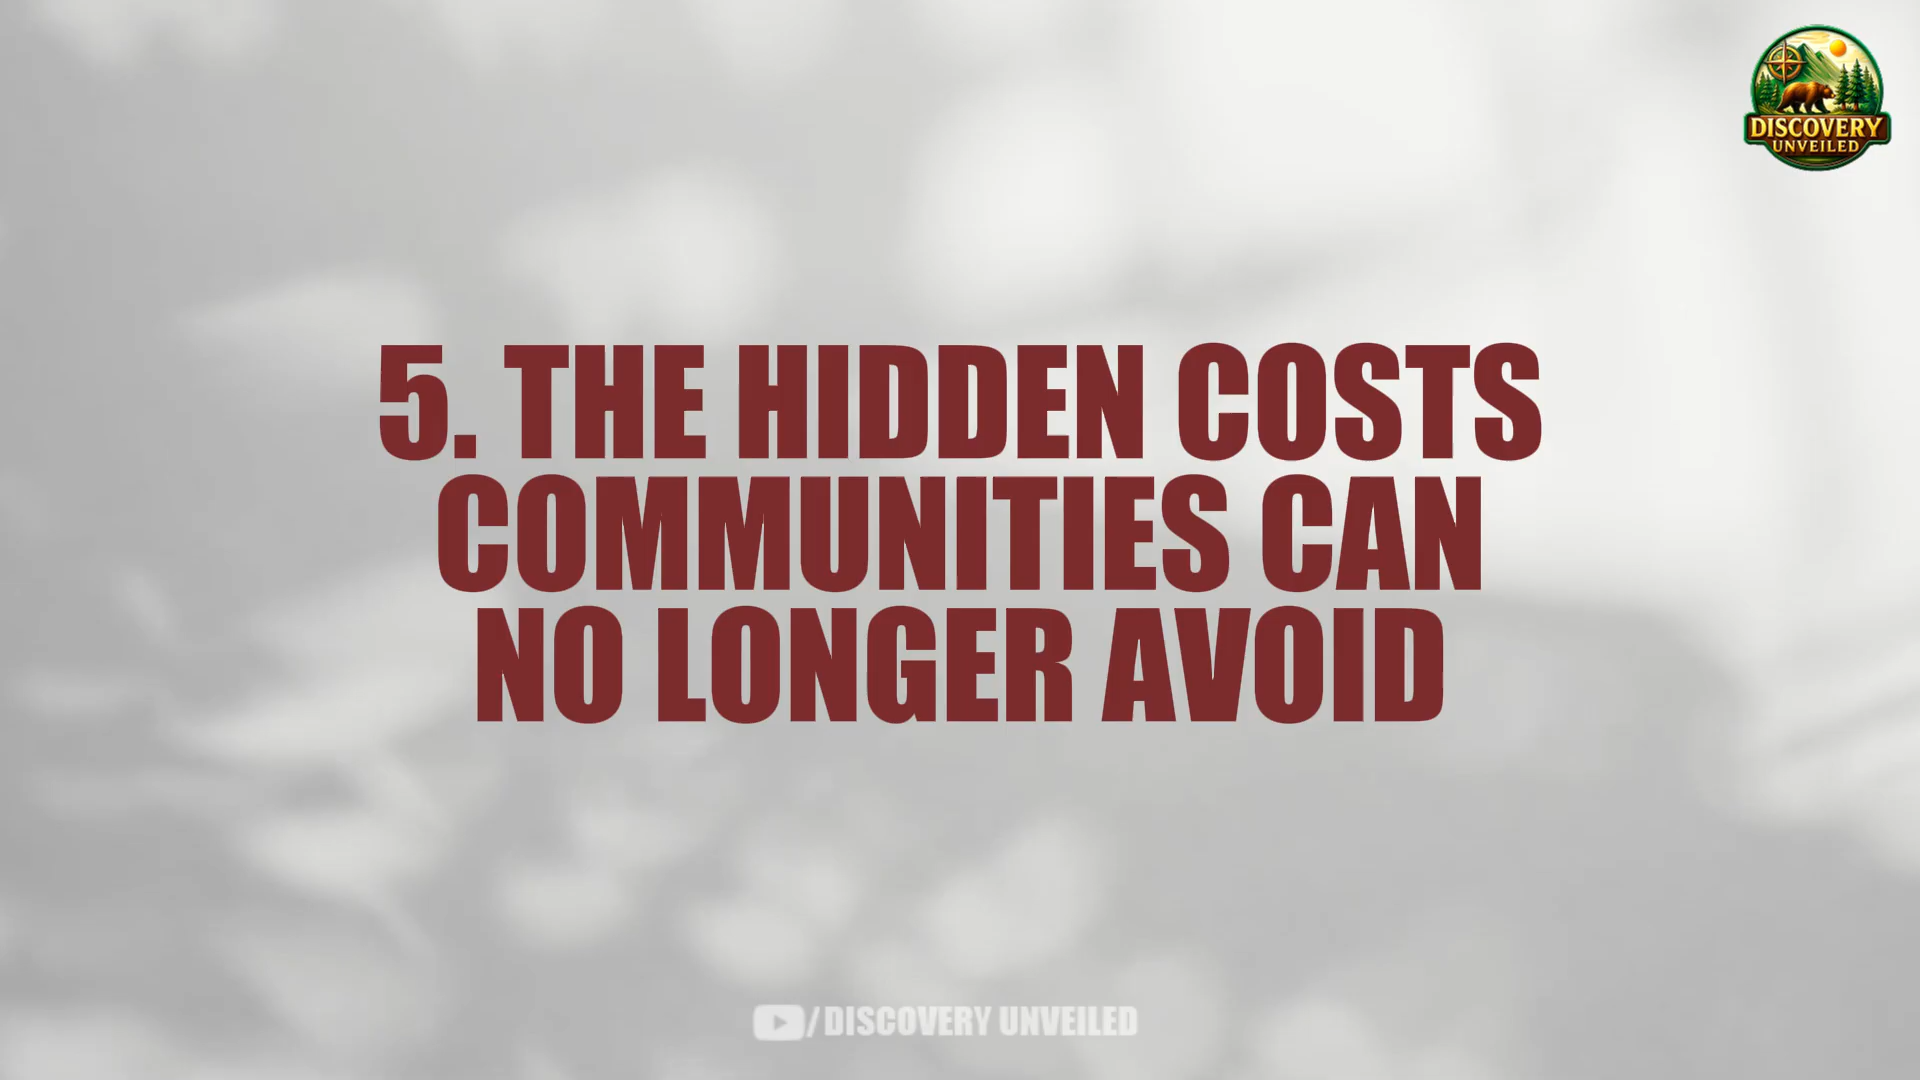 DISCOVERY
UNVEILED
5. THE HIDDEN COSTS
COMMUNITIES CAN
NO LONGER AVOID
/DISCOVERY UNVEILED